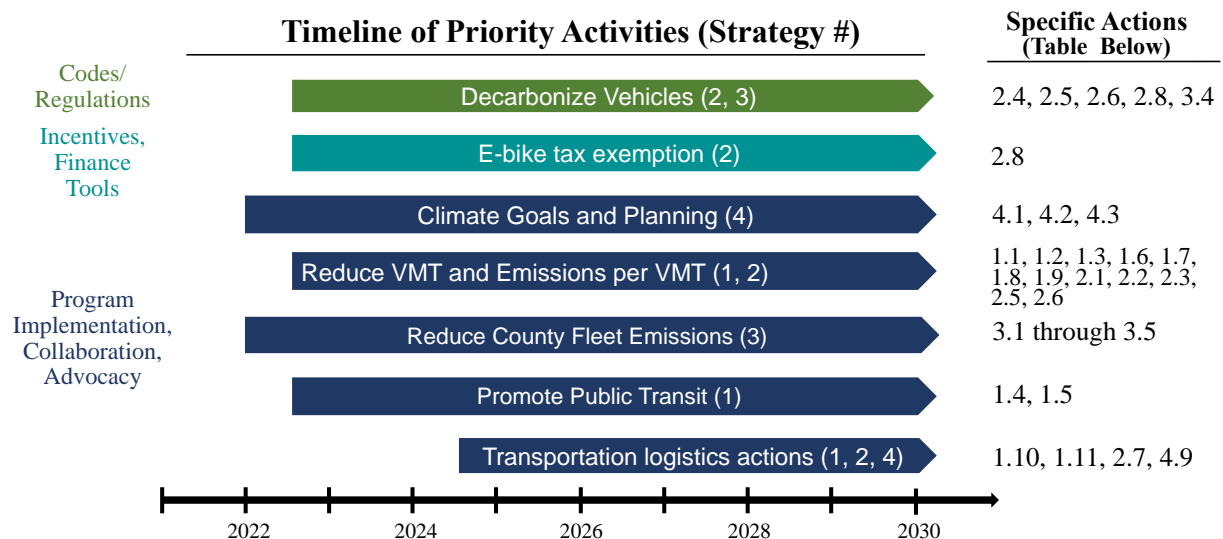 Timeline of Priority Activities (Strategy #)
Specific Actions
(Table Below)
Codes/
Regulations
Decarbonize Vehicles (2, 3)
2.4, 2.5, 2.6, 2.8, 3.4
Incentives,
Finance
Tools
E-bike tax exemption (2)
2.8
Climate Goals and Planning (4)
4.1, 4.2, 4.3
Program
Implementation,
Collaboration,
Advocacy
Reduce VMT and Emissions per VMT (1, 2)
1.1, 1.2, 1.3, 1.6, 1.7,
1.8, 1.9, 2.1, 2.2, 2.3,
2.5, 2.6
Reduce County Fleet Emissions (3)
3.1 through 3.5
Promote Public Transit (1)
1.4, 1.5
Transportation logistics actions (1, 2, 4)
1.10, 1.11, 2.7, 4.9
2022
2024
2026
2028
2030